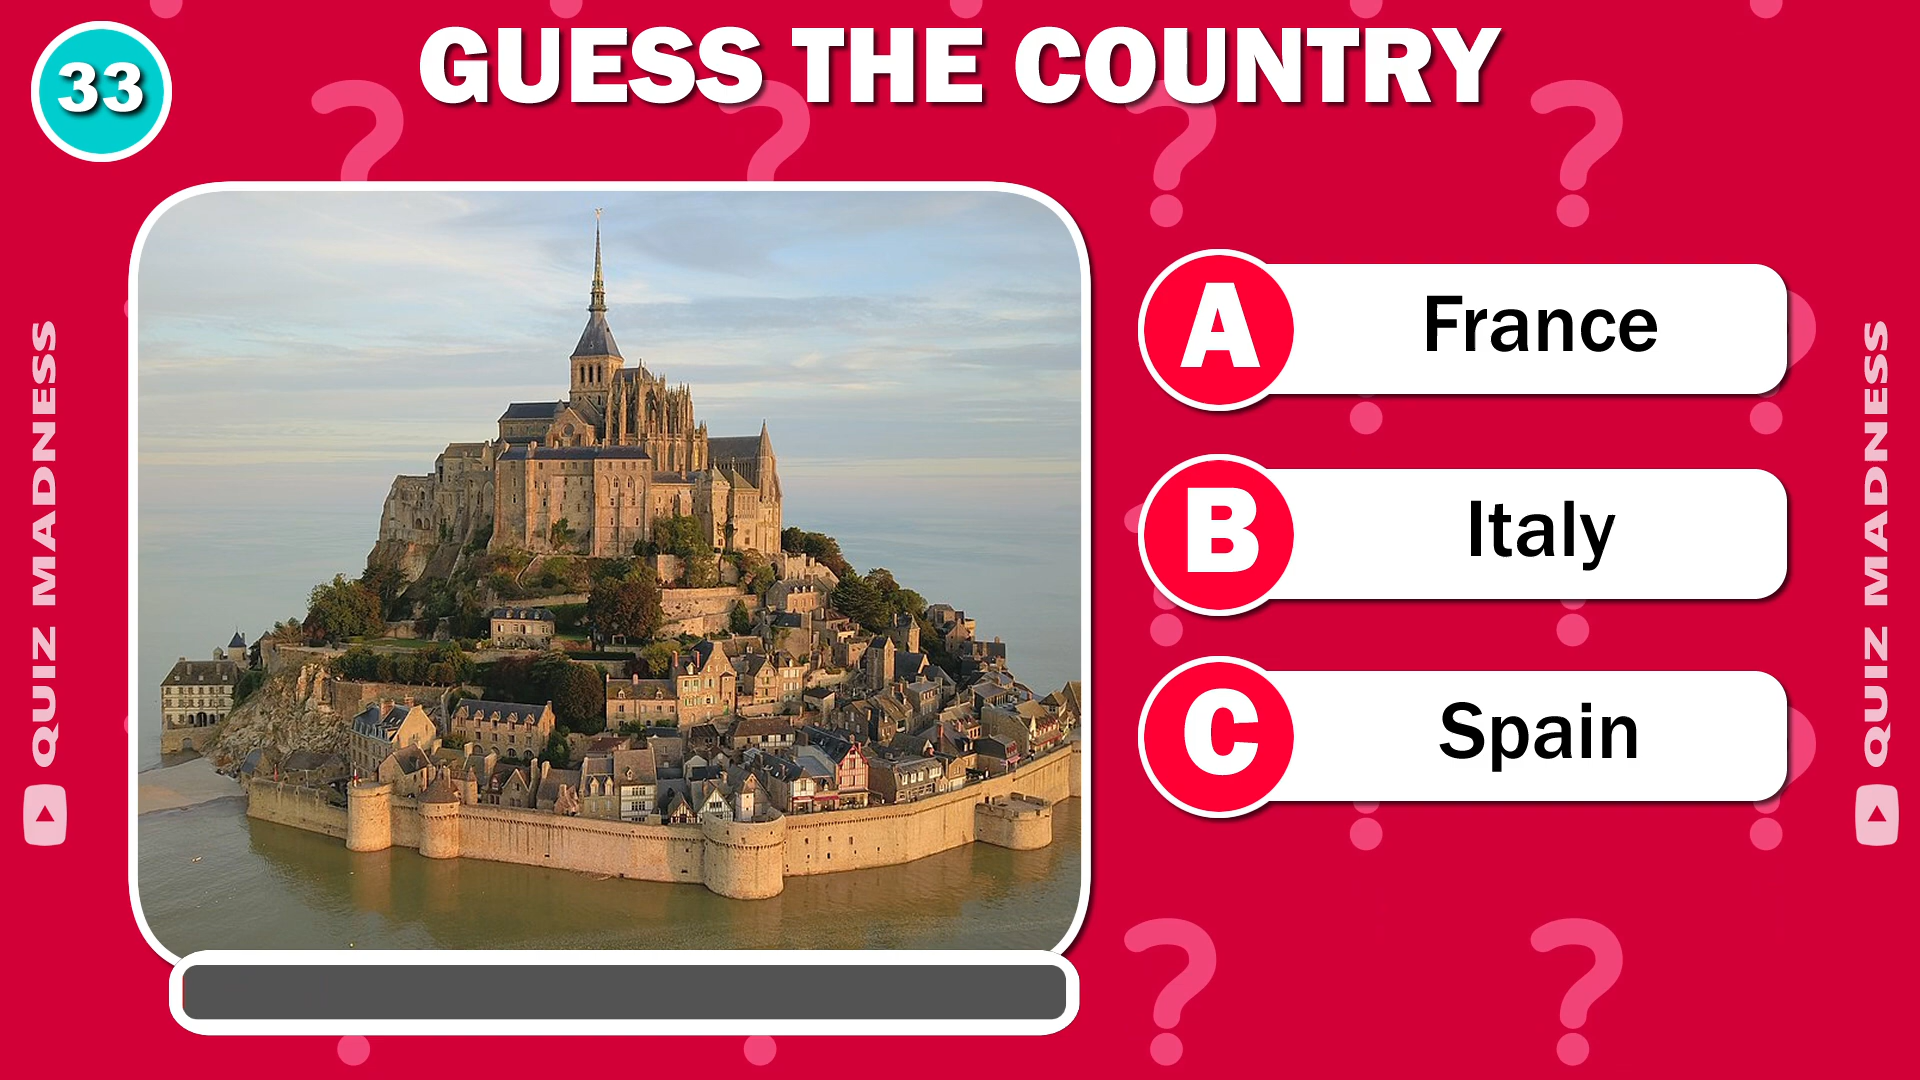 33
GUESS THE COUNTRY
A France
B Italy
C Spain
QUIZ MADNESS
QUIZ MADNESS